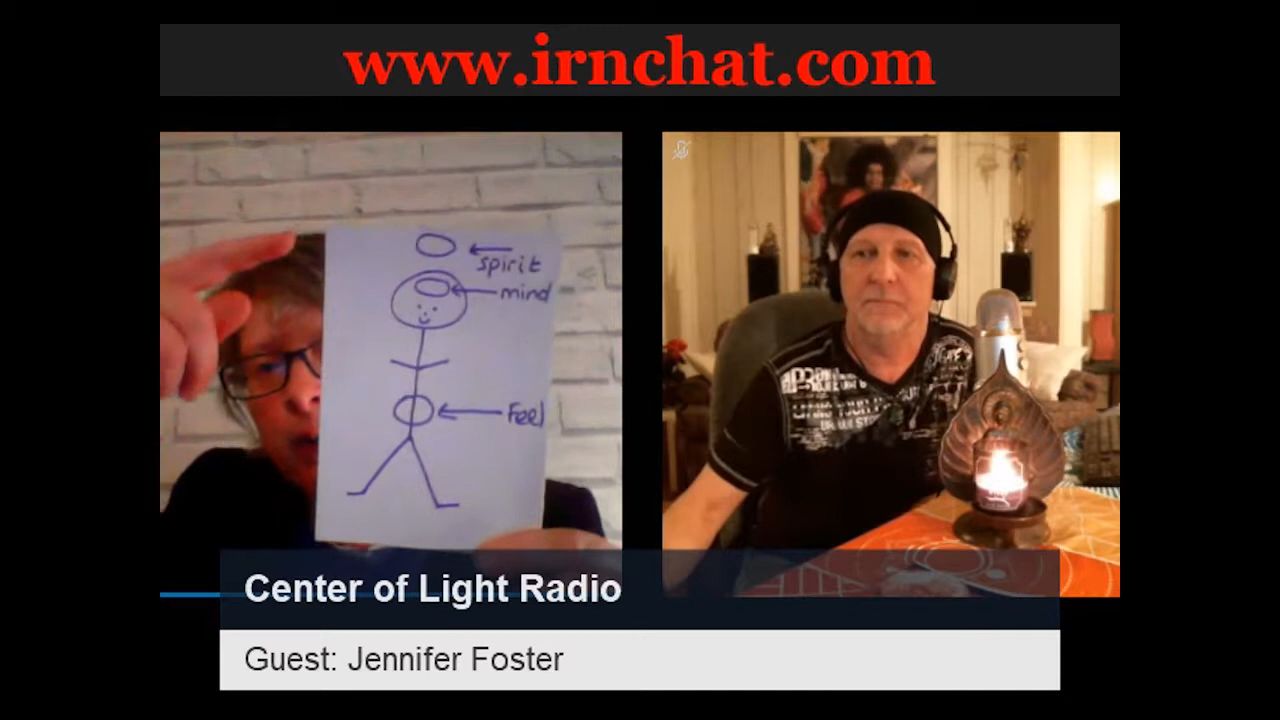 www.irnchat.com
spirit
mind
Feel
Center of Light Radio
Guest: Jennifer Foster